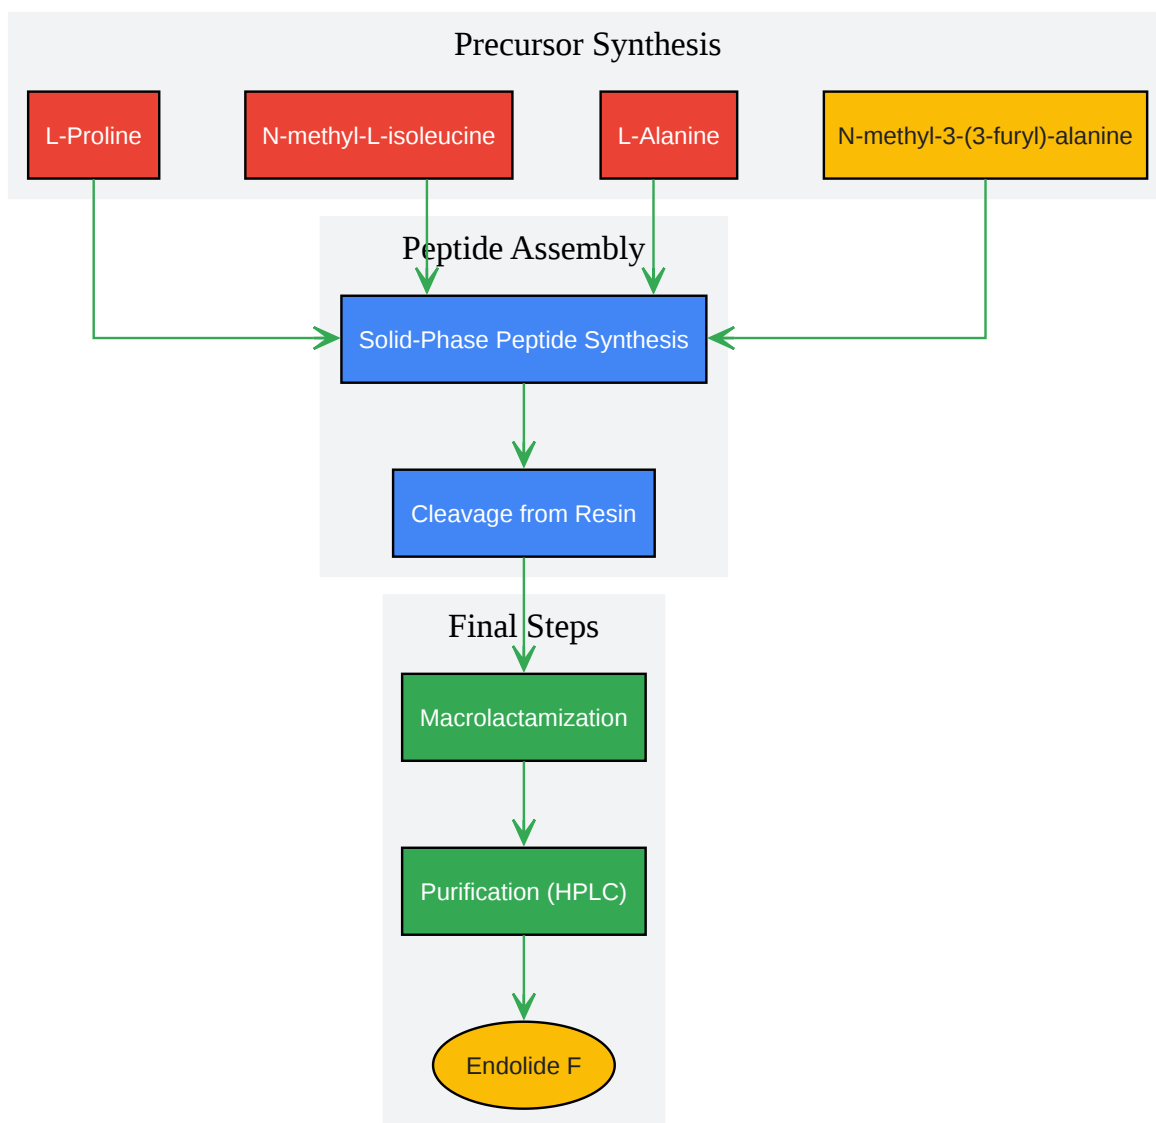 Precursor Synthesis
L-Proline
N-methyl-L-isoleucine
L-Alanine
N-methyl-3-(3-furyl)-alanine
Peptide Assembly
Solid-Phase Peptide Synthesis
Cleavage from Resin
Final Steps
Macrolactamization
Purification (HPLC)
Endolide F